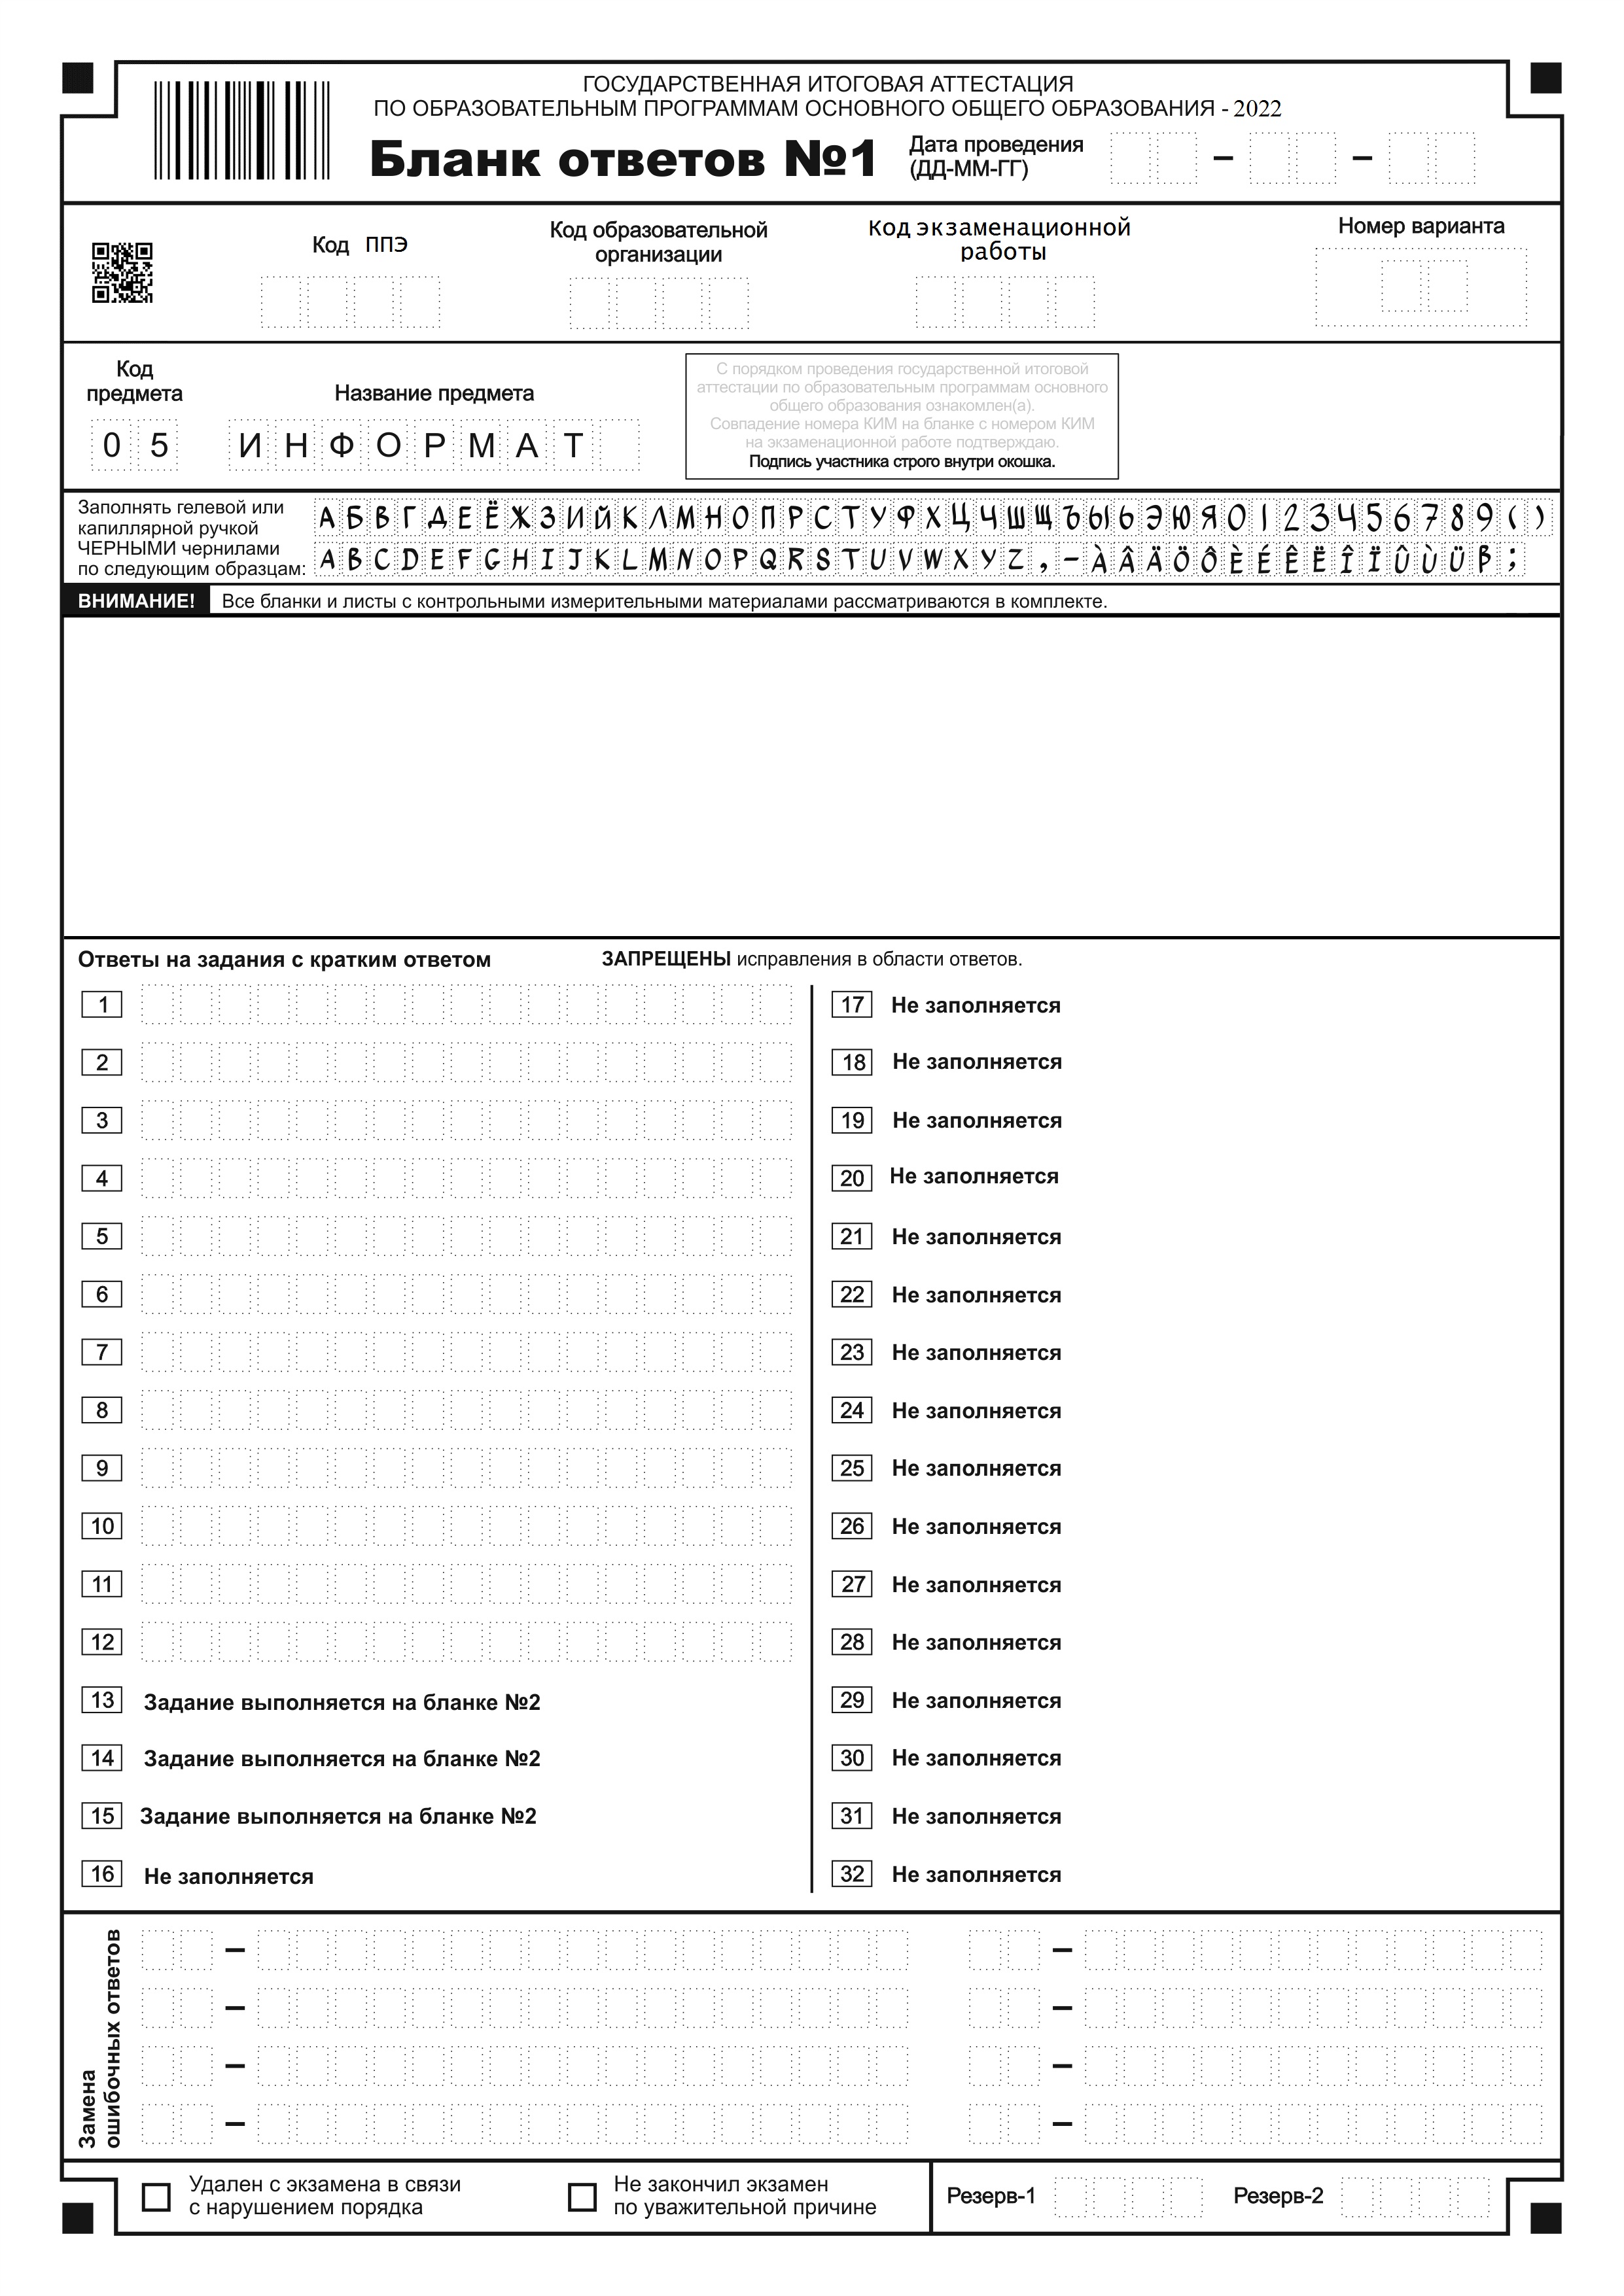 ГОСУДАРСТВЕННАЯ ИТОГОВАЯ АТТЕСТАЦИЯ
ПО ОБРАЗОВАТЕЛЬНЫМ ПРОГРАММАМ ОСНОВНОГО ОБЩЕГО ОБРАЗОВАНИЯ - 2022
Бланк ответов №1
Дата проведения
(ДД-ММ-ГГ)
– –
Код ППЭ
Код образовательной
организации
Код экзаменационной
работы
Номер варианта
Код
предмета
0 5
Название предмета
И Н Ф О Р М А Т
С порядком проведения государственной итоговой
аттестации по образовательным программам основного
общего образования ознакомлен(а).
Совпадение номера КИМ на бланке с номером КИМ
на экзаменационной работе подтверждаю.
Подпись участника строго внутри окошка.
Заполнять гелевой или
капиллярной ручкой
ЧЕРНЫМИ чернилами
по следующим образцам:
А Б В Г Д Е Ё Ж З И Й К Л М Н О П Р С Т У Ф Х Ц Ч Ш Щ Ъ Ы Ь Э Ю Я 0 1 2 3 4 5 6 7 8 9 ( )
A B C D E F G H I J K L M N O P Q R S T U V W X Y Z , – À Â Ä Ö Ô È É Ê Ë Î Ï Û Ù Ü ß ;
ВНИМАНИЕ! Все бланки и листы с контрольными измерительными материалами рассматриваются в комплекте.
Ответы на задания с кратким ответом ЗАПРЕЩЕНЫ исправления в области ответов.
1
2
3
4
5
6
7
8
9
10
11
12
13 Задание выполняется на бланке №2
14 Задание выполняется на бланке №2
15 Задание выполняется на бланке №2
16 Не заполняется
17 Не заполняется
18 Не заполняется
19 Не заполняется
20 Не заполняется
21 Не заполняется
22 Не заполняется
23 Не заполняется
24 Не заполняется
25 Не заполняется
26 Не заполняется
27 Не заполняется
28 Не заполняется
29 Не заполняется
30 Не заполняется
31 Не заполняется
32 Не заполняется
Замена
ошибочных ответов
– –
– –
– –
– –
Удален с экзамена в связи
с нарушением порядка
Не закончил экзамен
по уважительной причине
Резерв-1
Резерв-2